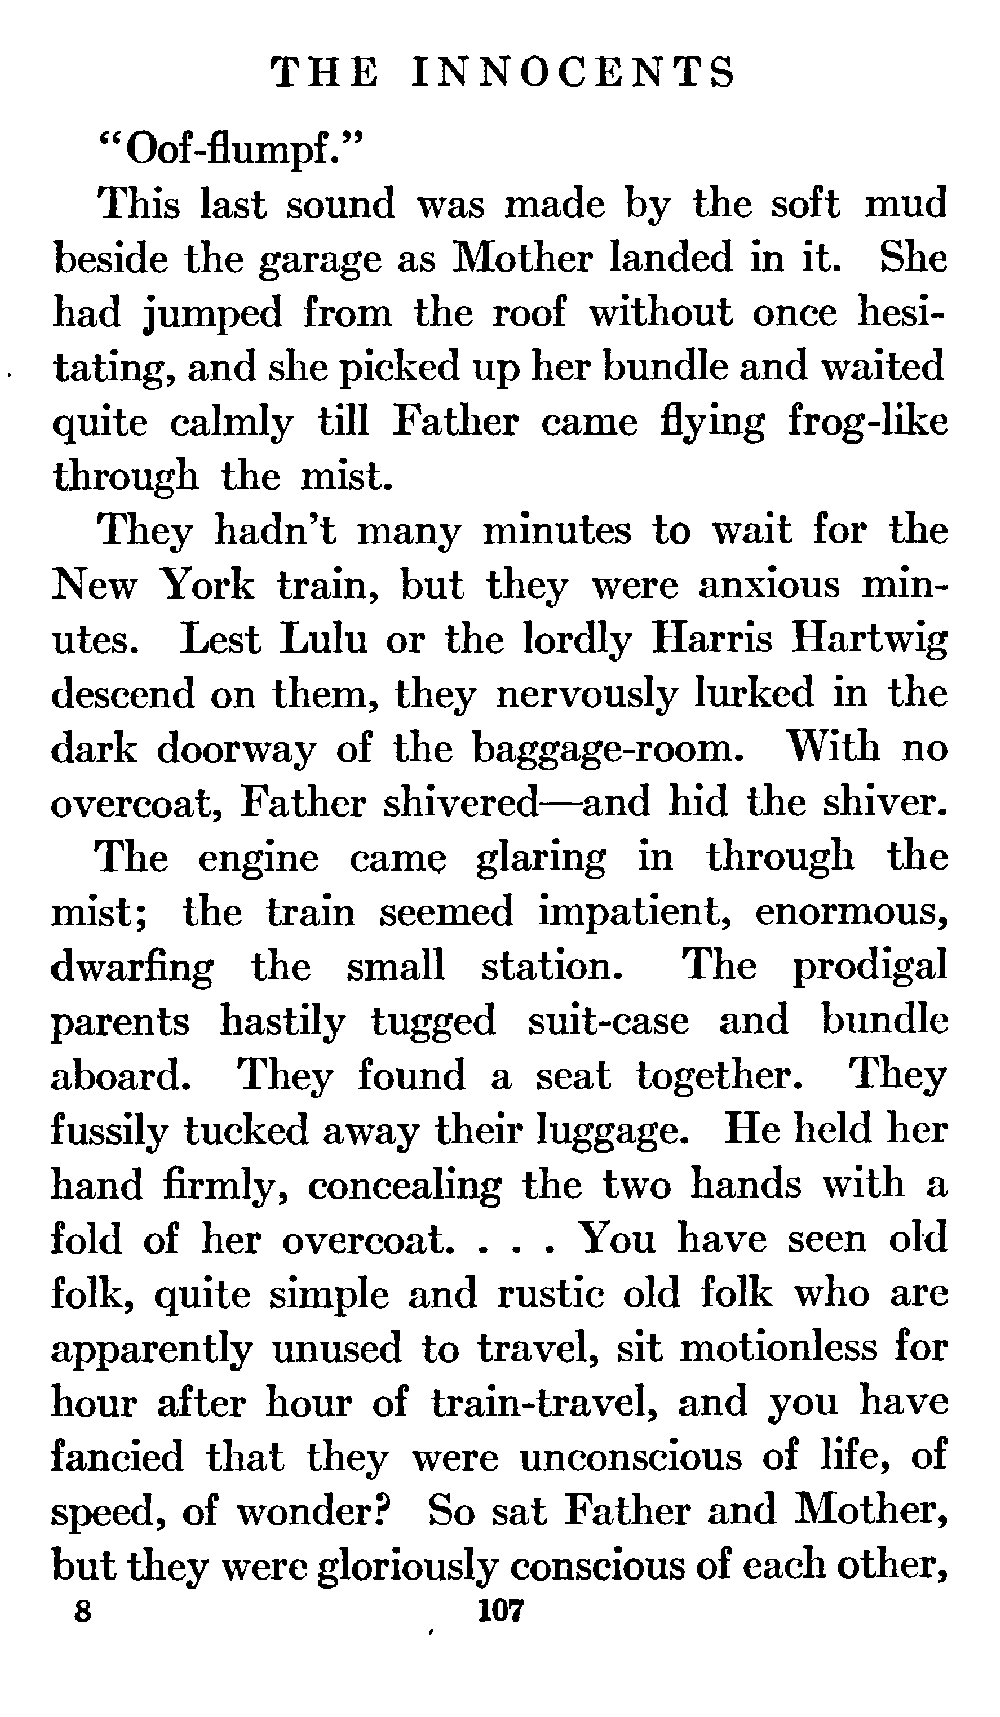 THE INNOCENTS
“Oof-flumpf.”
This last sound was made by the soft mud
beside the garage as Mother landed in it. She
had jumped from the roof without once hesi-
tating, and she picked up her bundle and waited
quite calmly till Father came flying frog-like
through the mist.
They hadn’t many minutes to wait for the
New York train, but they were anxious min-
utes. Lest Lulu or the lordly Harris Hartwig
descend on them, they nervously lurked in the
dark doorway of the baggage-room. With no
overcoat, Father shivered—and hid the shiver.
The engine came glaring in through the
mist; the train seemed impatient, enormous,
dwarfing the small station. The prodigal
parents hastily tugged suit-case and bundle
aboard. They found a seat together. They
fussily tucked away their luggage. He held her
hand firmly, concealing the two hands with a
fold of her overcoat. . . . You have seen old
folk, quite simple and rustic old folk who are
apparently unused to travel, sit motionless for
hour after hour of train-travel, and you have
fancied that they were unconscious of life, of
speed, of wonder? So sat Father and Mother,
but they were gloriously conscious of each other,
8 107